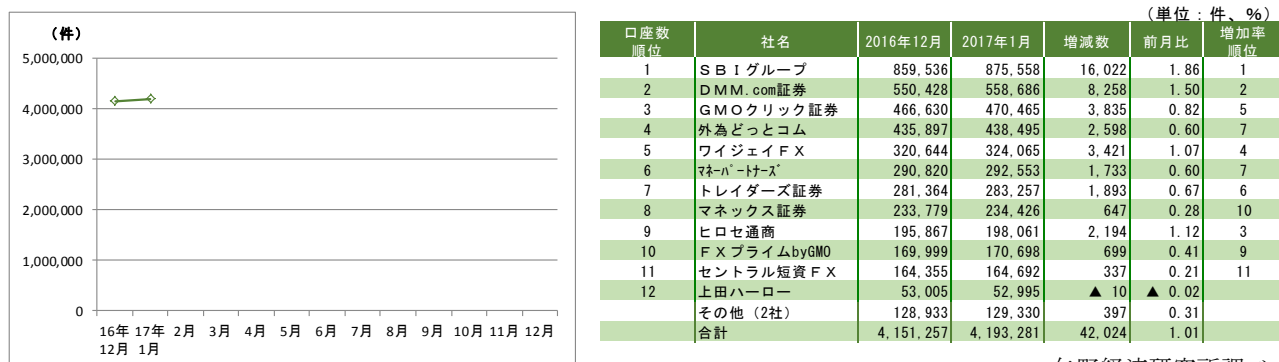 （単位：件、%）
（件）
5,000,000
4,000,000
3,000,000
2,000,000
1,000,000
0
16年 17年 2月 3月 4月 5月 6月 7月 8月 9月 10月 11月 12月
12月 1月
口座数順位 社名 2016年12月 2017年1月 増減数 前月比 増加率順位
1 ＳＢＩグループ 859,536 875,558 16,022 1.86 1
2 ＤＭＭ.com証券 550,428 558,686 8,258 1.50 2
3 ＧＭＯクリック証券 466,630 470,465 3,835 0.82 5
4 外為どっとコム 435,897 438,495 2,598 0.60 7
5 ワイジェイＦＸ 320,644 324,065 3,421 1.07 4
6 ﾏﾈｰﾊﾟｰﾄﾅｰｽﾞ 290,820 292,553 1,733 0.60 7
7 トレイダーズ証券 281,364 283,257 1,893 0.67 6
8 マネックス証券 233,779 234,426 647 0.28 10
9 ヒロセ通商 195,867 198,061 2,194 1.12 3
10 ＦＸプライムbyGMO 169,999 170,698 699 0.41 9
11 セントラル短資ＦＸ 164,355 164,692 337 0.21 11
12 上田ハーロー 53,005 52,995 ▲ 10 ▲ 0.02
その他（2社） 128,933 129,330 397 0.31
合計 4,151,257 4,193,281 42,024 1.01